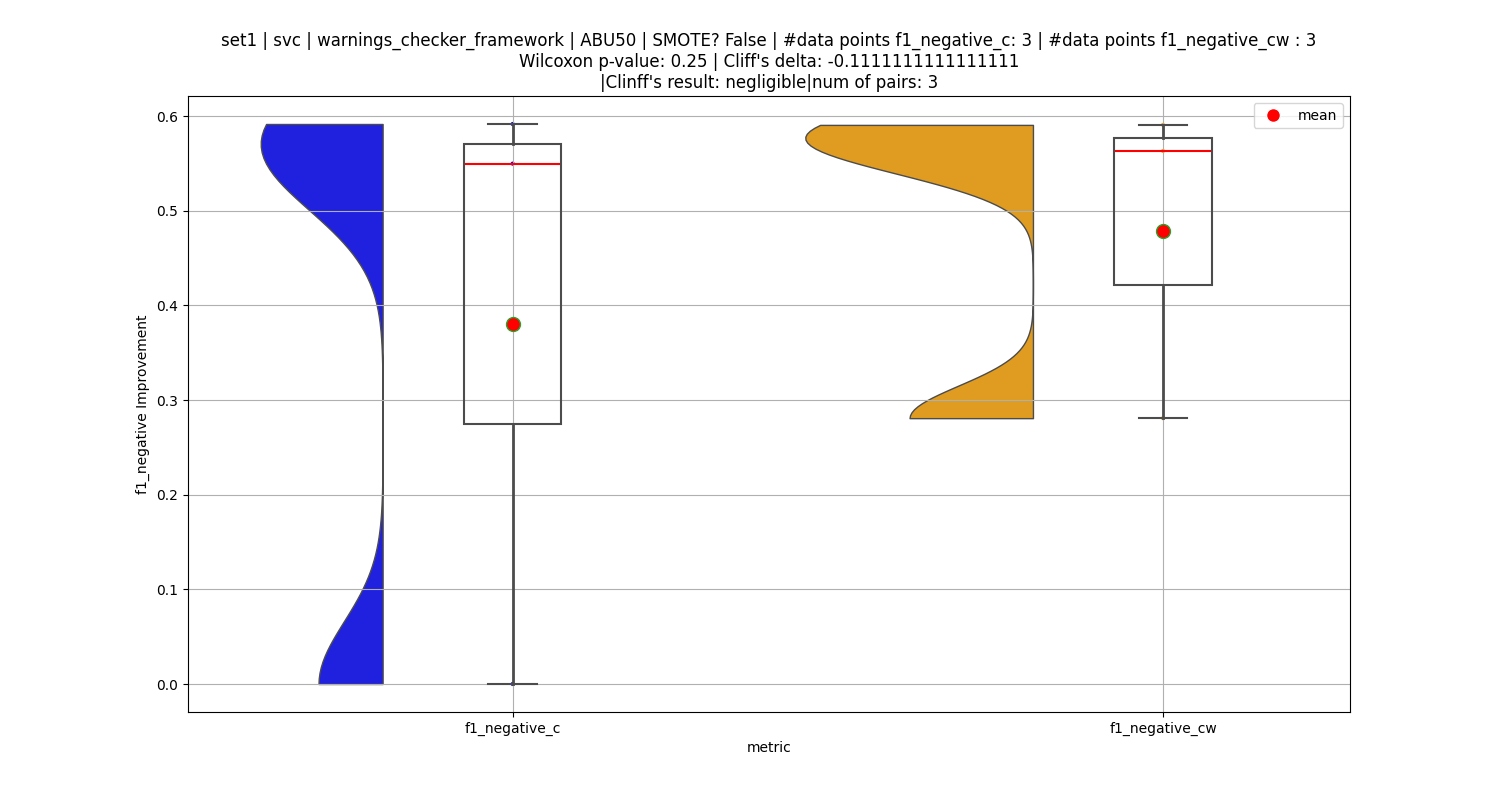 set1 | svc | warnings_checker_framework | ABU50 | SMOTE? False | #data points f1_negative_c: 3 | #data points f1_negative_cw : 3
Wilcoxon p-value: 0.25 | Cliff's delta: -0.1111111111111111
|Clinff's result: negligible|num of pairs: 3
mean
0.6
0.5
0.4
0.3
0.2
0.1
0.0
f1_negative Improvement
f1_negative_c
f1_negative_cw
metric